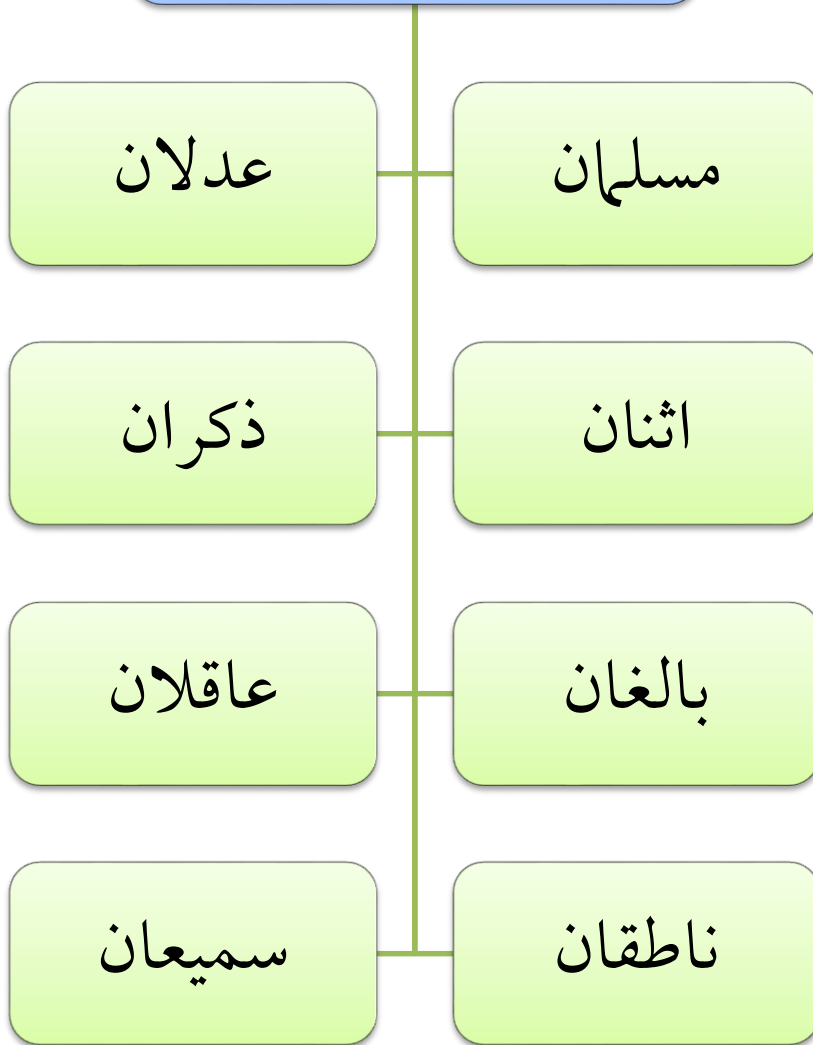 مسلمان
عدلان
اثنان
ذكران
بالغان
عاقلان
ناطقان
سميعان